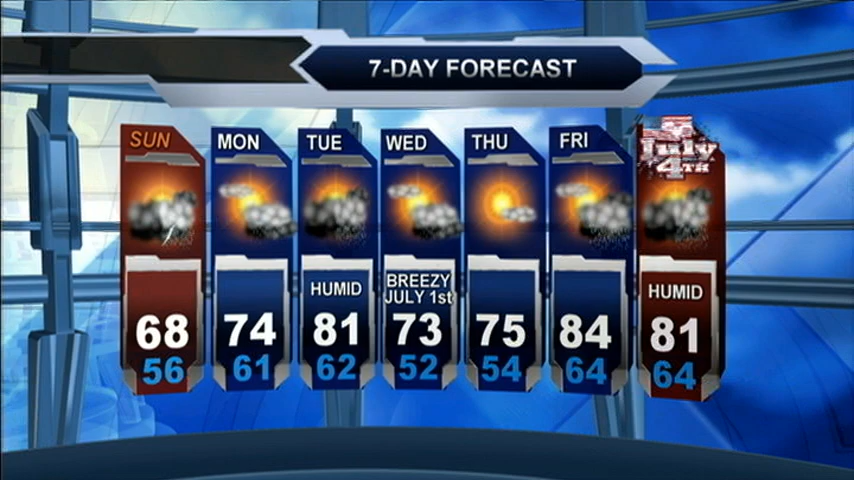 7-DAY FORECAST
SUN
68
56
MON
74
61
TUE
HUMID
81
62
WED
BREEZY
JULY 1st
73
52
THU
75
54
FRI
84
64
July
4TH
HUMID
81
64